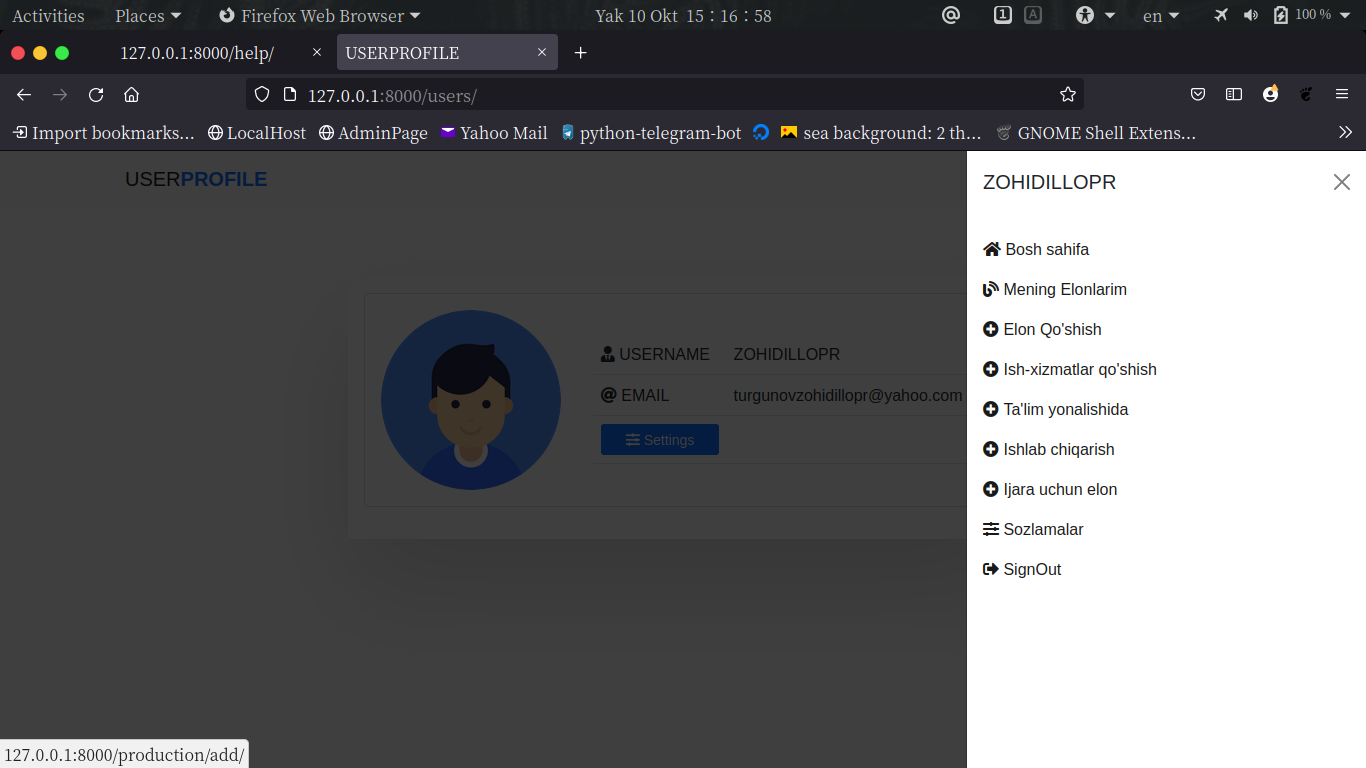 Activities Places Firefox Web Browser Yak 10 Okt 15:16:58 1 A en 100 %
127.0.0.1:8000/help/ USERPROFILE
127.0.0.1:8000/users/
Import bookmarks... LocalHost AdminPage Yahoo Mail python-telegram-bot sea background: 2 th... GNOME Shell Extens...
USERPROFILE
ZOHIDILLOPR
USERNAME ZOHIDILLOPR
EMAIL turgunovzohidillopr@yahoo.com
Settings
Bosh sahifa
Mening Elonlarim
Elon Qo'shish
Ish-xizmatlar qo'shish
Ta'lim yonalishida
Ishlab chiqarish
Ijara uchun elon
Sozlamalar
SignOut
127.0.0.1:8000/production/add/